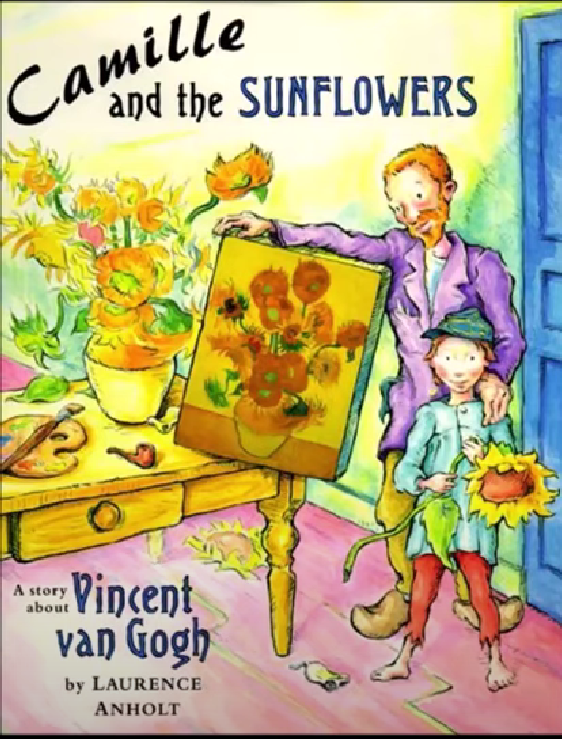 Camille
and the SUNFLOWERS
A story
about Vincent
van Gogh
by LAURENCE
ANHOLT